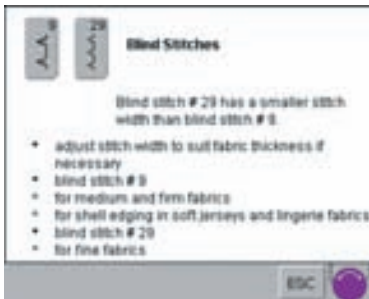 9 29
Blind Stitches
Blind stitch # 29 has a smaller stitch
width than blind stitch # 9.
• adjust stitch width to suit fabric thickness if
necessary
• blind stitch # 9
• for medium and firm fabrics
• for shell edging in soft jerseys and lingerie fabrics
• blind stitch # 29
• for fine fabrics
ESC